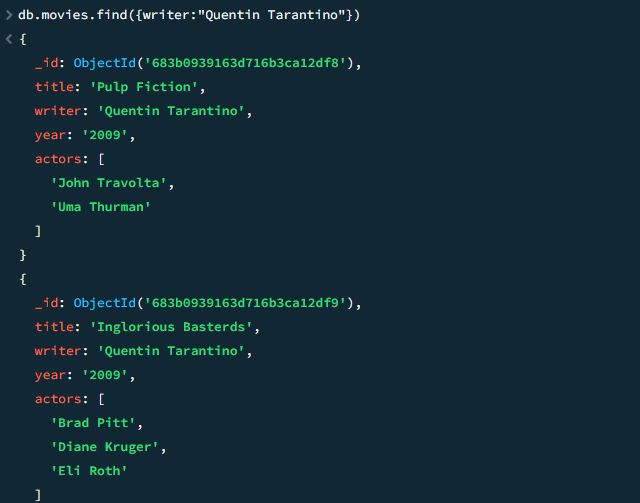 > db.movies.find({writer:"Quentin Tarantino"})
< {
_id: ObjectId('683b0939163d716b3ca12df8'),
title: 'Pulp Fiction',
writer: 'Quentin Tarantino',
year: '2009',
actors: [
'John Travolta',
'Uma Thurman'
]
}
{
_id: ObjectId('683b0939163d716b3ca12df9'),
title: 'Inglorious Basterds',
writer: 'Quentin Tarantino',
year: '2009',
actors: [
'Brad Pitt',
'Diane Kruger',
'Eli Roth'
]